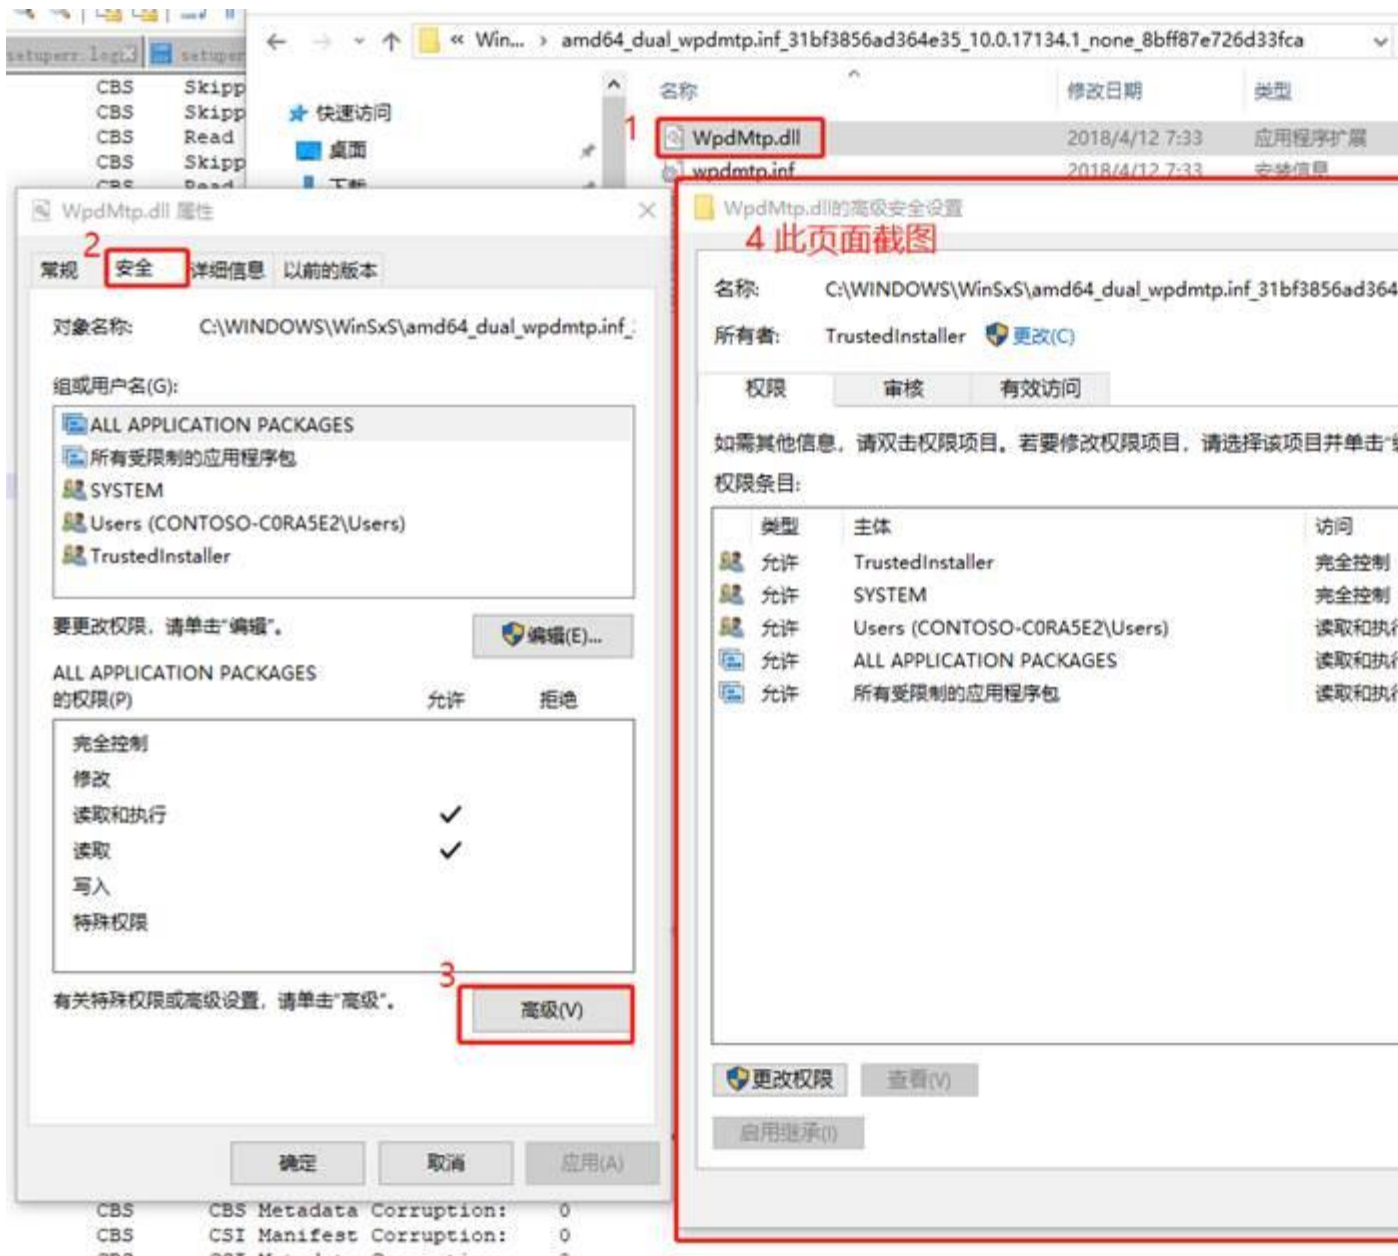 setuperr.log
setuper
« Win... › amd64_dual_wpdmtp.inf_31bf3856ad364e35_10.0.17134.1_none_8bff87e726d33fca
CBS Skipp
CBS Skipp
CBS Read
CBS Skipp
CBS Read
快速访问
桌面
下载
名称 修改日期 类型
1
WpdMtp.dll 2018/4/12 7:33 应用程序扩展
wpdmtp.inf 2018/4/12 7:33 安装信息
WpdMtp.dll 属性
2
常规 安全 详细信息 以前的版本
对象名称: C:\WINDOWS\WinSxS\amd64_dual_wpdmtp.inf_
组或用户名(G):
ALL APPLICATION PACKAGES
所有受限制的应用程序包
SYSTEM
Users (CONTOSO-C0RA5E2\Users)
TrustedInstaller
要更改权限，请单击“编辑”。
编辑(E)...
ALL APPLICATION PACKAGES
的权限(P) 允许 拒绝
完全控制
修改
读取和执行
读取
写入
特殊权限
3
有关特殊权限或高级设置，请单击“高级”。
高级(V)
确定 取消 应用(A)
WpdMtp.dll的高级安全设置
4 此页面截图
名称: C:\WINDOWS\WinSxS\amd64_dual_wpdmtp.inf_31bf3856ad364
所有者: TrustedInstaller 更改(C)
权限 审核 有效访问
如需其他信息，请双击权限项目。若要修改权限项目，请选择该项目并单击“
权限条目:
类型 主体 访问
允许 TrustedInstaller 完全控制
允许 SYSTEM 完全控制
允许 Users (CONTOSO-C0RA5E2\Users) 读取和执行
允许 ALL APPLICATION PACKAGES 读取和执行
允许 所有受限制的应用程序包 读取和执行
更改权限 查看(V)
启用继承(I)
CBS CBS Metadata Corruption: 0
CBS CSI Manifest Corruption: 0